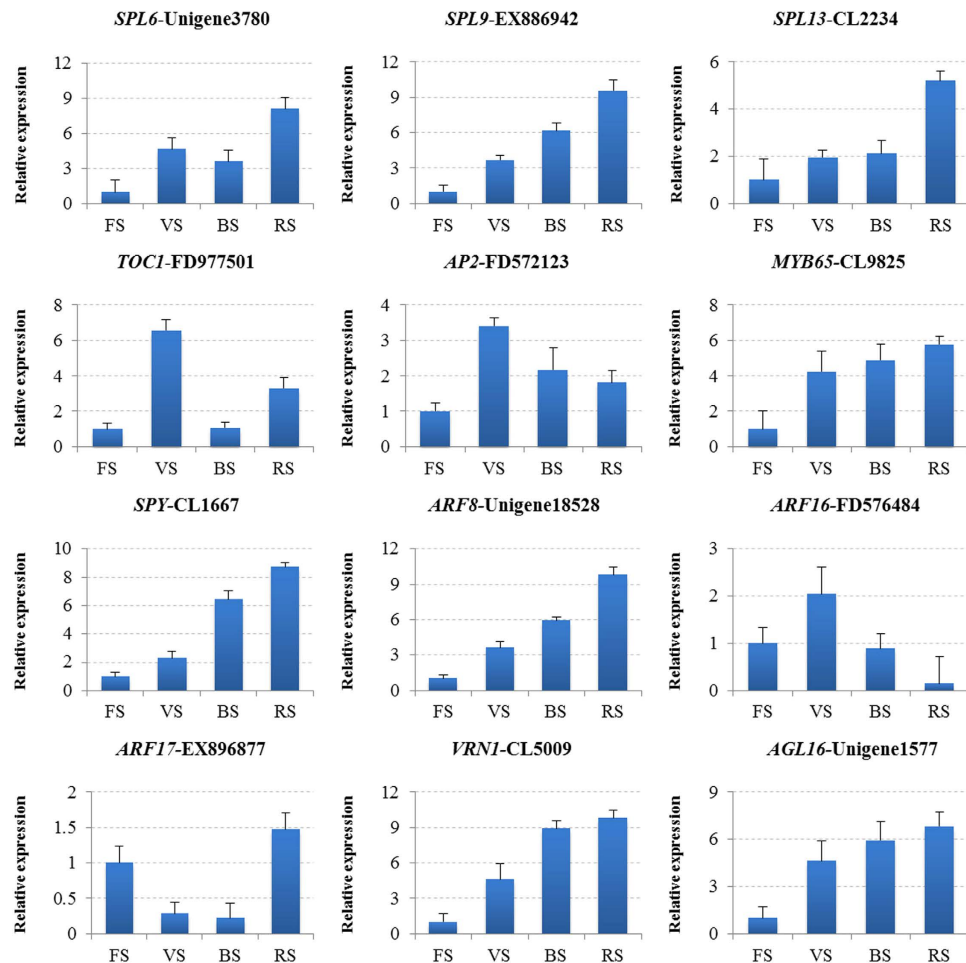 SPL6-Unigene3780
Relative expression
12
9
6
3
0
FS VS BS RS
SPL9-EX886942
Relative expression
12
9
6
3
0
FS VS BS RS
SPL13-CL2234
Relative expression
6
4
2
0
FS VS BS RS
TOC1-FD977501
Relative expression
8
6
4
2
0
FS VS BS RS
AP2-FD572123
Relative expression
4
3
2
1
0
FS VS BS RS
MYB65-CL9825
Relative expression
8
6
4
2
0
FS VS BS RS
SPY-CL1667
Relative expression
10
8
6
4
2
0
FS VS BS RS
ARF8-Unigene18528
Relative expression
12
9
6
3
0
FS VS BS RS
ARF16-FD576484
Relative expression
3
2
1
0
FS VS BS RS
ARF17-EX896877
Relative expression
2
1.5
1
0.5
0
FS VS BS RS
VRN1-CL5009
Relative expression
12
9
6
3
0
FS VS BS RS
AGL16-Unigene1577
Relative expression
9
6
3
0
FS VS BS RS